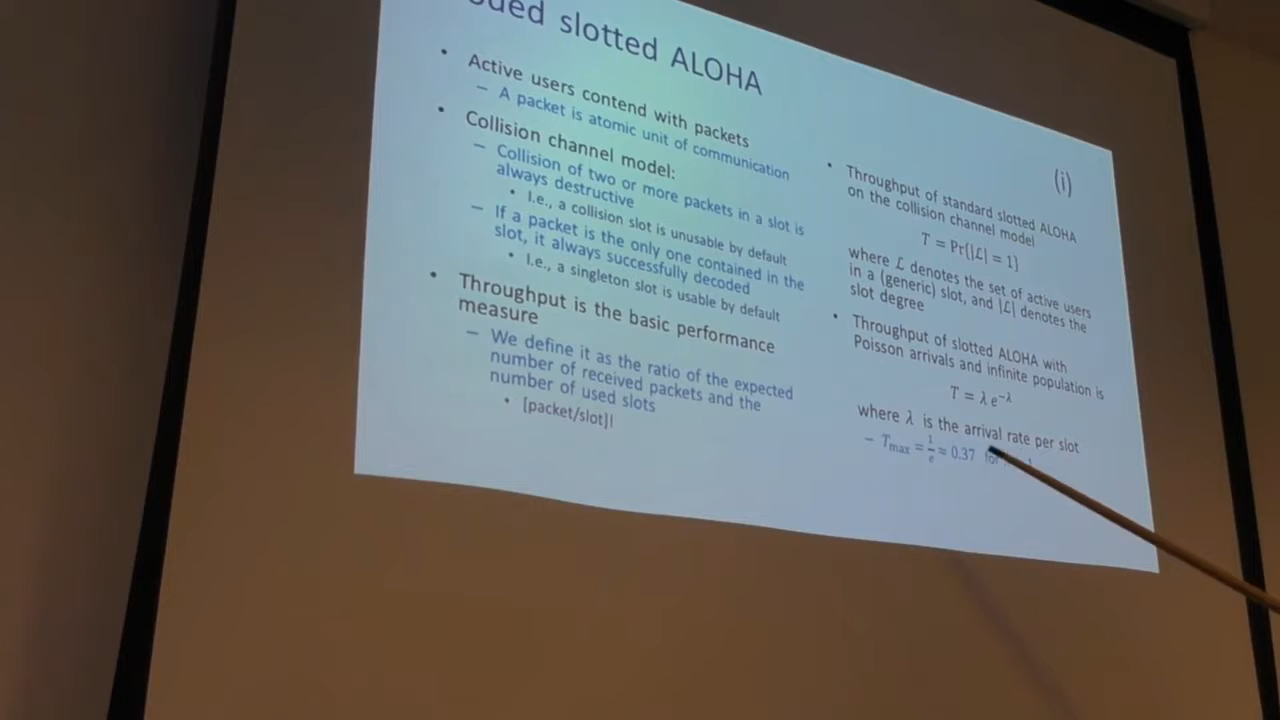 slotted ALOHA
• Active users contend with packets
– A packet is atomic unit of communication
• Collision channel model:
– Collision of two or more packets in a slot is
always destructive
• I.e., a collision slot is unusable by default
– If a packet is the only one contained in the
slot, it always successfully decoded
• I.e., a singleton slot is usable by default
• Throughput is the basic performance
measure
– We define it as the ratio of the expected
number of received packets and the
number of used slots
• [packet/slot]
(i)
• Throughput of standard slotted ALOHA
on the collision channel model
T = Pr(|ℒ| = 1)
where ℒ denotes the set of active users
in a (generic) slot, and |ℒ| denotes the
slot degree
• Throughput of slotted ALOHA with
Poisson arrivals and infinite population is
T = λ e^{-λ}
where λ is the arrival rate per slot
– T_{max} = 1/e ≈ 0.37 for